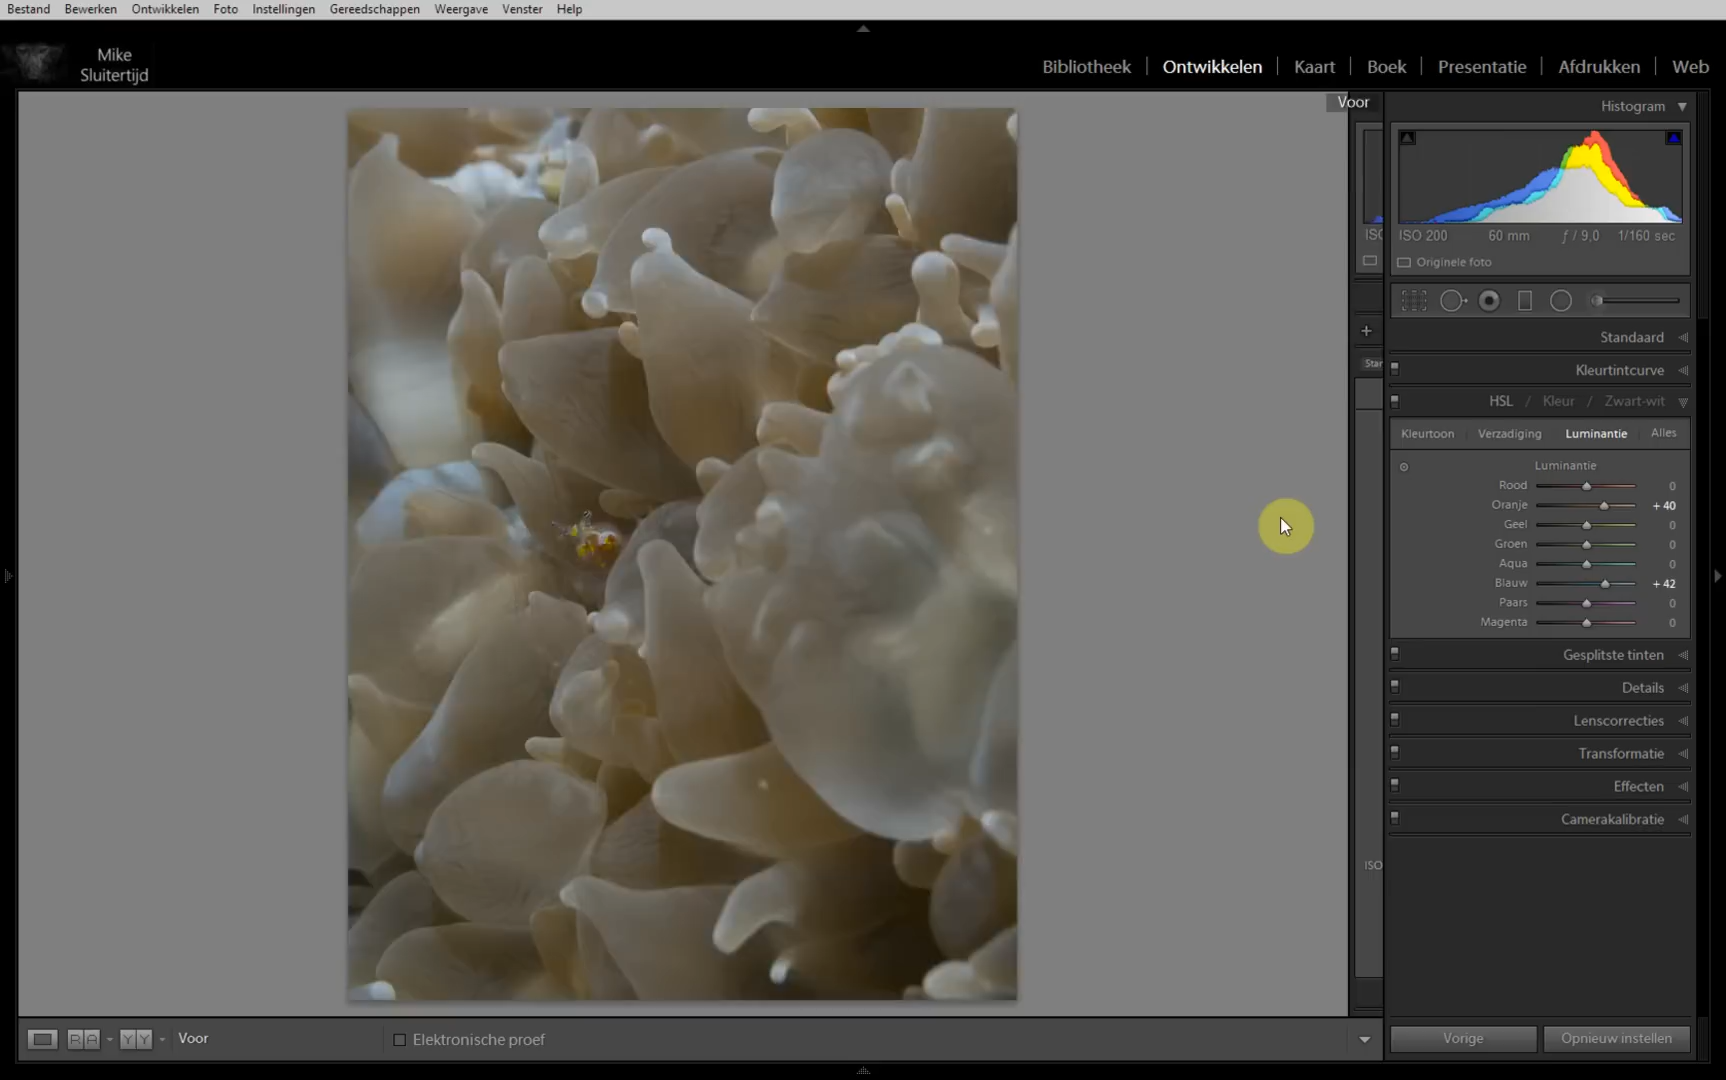 Bestand Bewerken Ontwikkelen Foto Instellingen Gereedschappen Weergave Venster Help
Mike
Sluitertijd
Bibliotheek Ontwikkelen Kaart Boek Presentatie Afdrukken Web
Voor
Histogram
ISO 200 60 mm ƒ / 9,0 1/160 sec
Originele foto
Standaard
Kleurtintcurve
HSL / Kleur / Zwart-wit
Kleurtoon Verzadiging Luminantie Alles
Luminantie
Rood 0
Oranje + 40
Geel 0
Groen 0
Aqua 0
Blauw + 42
Paars 0
Magenta 0
Gesplitste tinten
Details
Lenscorrecties
Transformatie
Effecten
ISO
Camerakalibratie
Voor
Elektronische proef
Vorige Opnieuw instellen